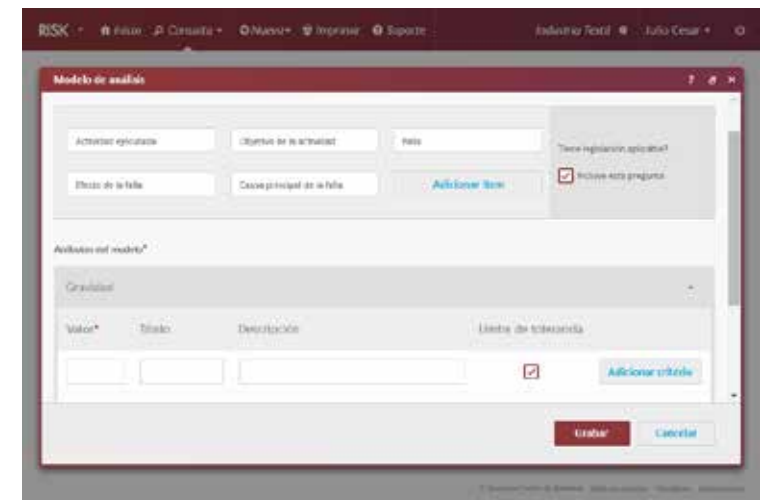 RISK Inicio Consulta Nuevo Imprimir Soporte Industria Textil Julio Cesar
Modelo de análisis ?
Actividad ejecutada Objetivo de la actividad Falla
Tiene legislación aplicable?
Efecto de la falla Causa principal de la falla Adicionar ítem Incluye esta pregunta
Atributos del modelo*
Gravedad
Valor* Título Descripción Límite de tolerancia
Adicionar critério
Grabar Cancelar